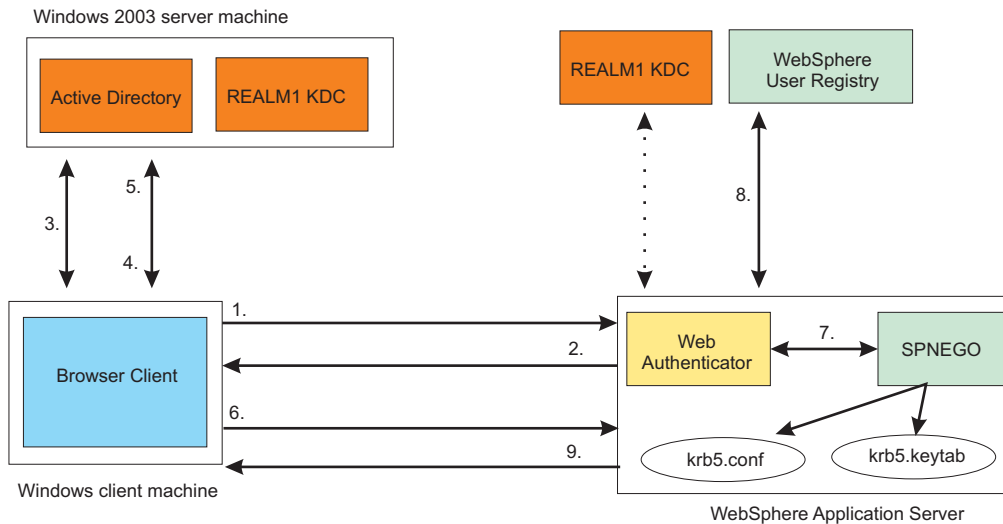 Windows 2003 server machine
Active Directory
REALM1 KDC
REALM1 KDC
WebSphere
User Registry
3.
5.
4.
8.
1.
2.
6.
9.
Browser Client
Windows client machine
Web
Authenticator
7.
SPNEGO
krb5.conf
krb5.keytab
WebSphere Application Server